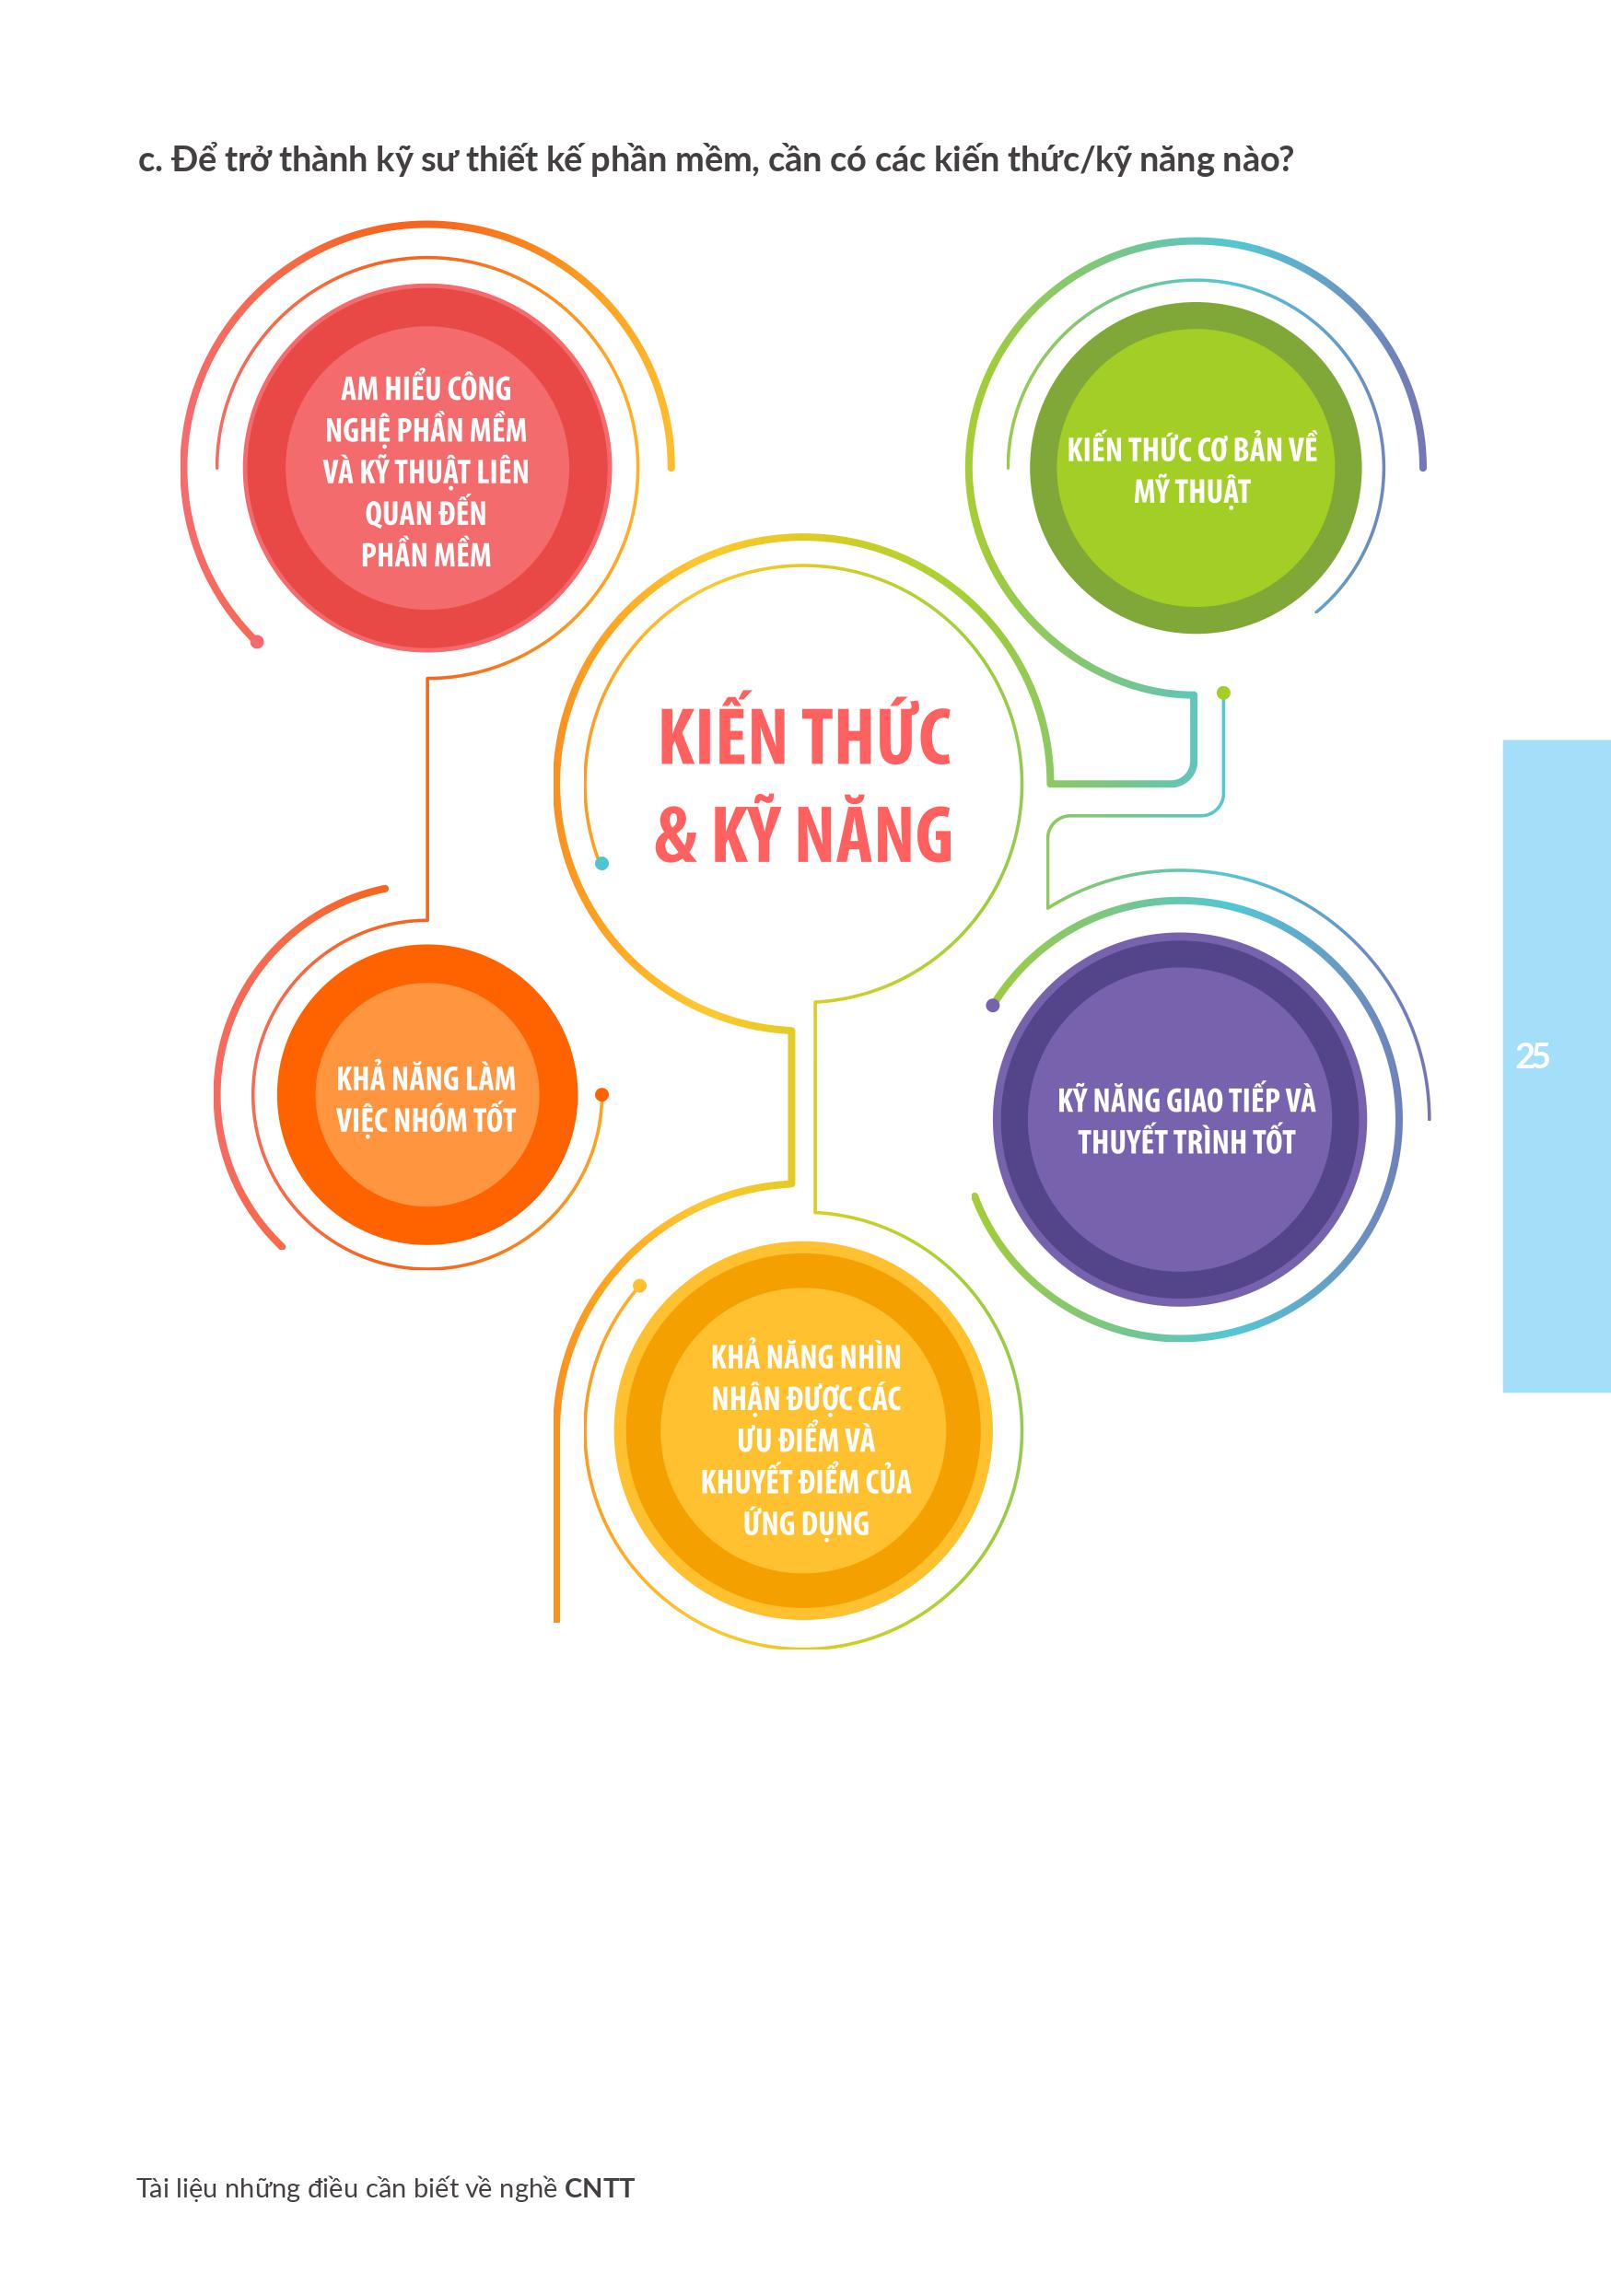 c. Để trở thành kỹ sư thiết kế phần mềm, cần có các kiến thức/kỹ năng nào?
AM HIỂU CÔNG
NGHỆ PHẦN MỀM
VÀ KỸ THUẬT LIÊN
QUAN ĐẾN
PHẦN MỀM
KIẾN THỨC CƠ BẢN VỀ
MỸ THUẬT
KIẾN THỨC
& KỸ NĂNG
KHẢ NĂNG LÀM
VIỆC NHÓM TỐT
KỸ NĂNG GIAO TIẾP VÀ
THUYẾT TRÌNH TỐT
KHẢ NĂNG NHÌN
NHẬN ĐƯỢC CÁC
ƯU ĐIỂM VÀ
KHUYẾT ĐIỂM CỦA
ỨNG DỤNG
25
Tài liệu những điều cần biết về nghề CNTT